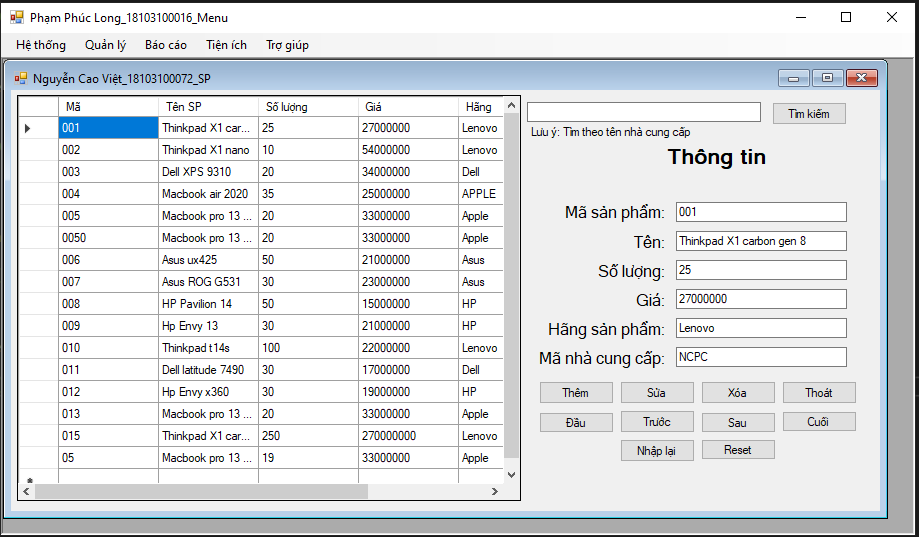 Phạm Phúc Long_18103100016_Menu
Hệ thống Quản lý Báo cáo Tiện ích Trợ giúp
Nguyễn Cao Việt_18103100072_SP
Mã Tên SP Số lượng Giá Hãng
001 Thinkpad X1 car... 25 27000000 Lenovo
002 Thinkpad X1 nano 10 54000000 Lenovo
003 Dell XPS 9310 20 34000000 Dell
004 Macbook air 2020 35 25000000 APPLE
005 Macbook pro 13 ... 20 33000000 Apple
0050 Macbook pro 13 ... 20 33000000 Apple
006 Asus ux425 50 21000000 Asus
007 Asus ROG G531 30 23000000 Asus
008 HP Pavilion 14 50 15000000 HP
009 Hp Envy 13 30 21000000 HP
010 Thinkpad t14s 100 22000000 Lenovo
011 Dell latitude 7490 30 17000000 Dell
012 Hp Envy x360 30 19000000 HP
013 Macbook pro 13 ... 20 33000000 Apple
015 Thinkpad X1 car... 250 270000000 Lenovo
05 Macbook pro 13 ... 19 33000000 Apple
Tìm kiếm
Lưu ý: Tìm theo tên nhà cung cấp
Thông tin
Mã sản phẩm: 001
Tên: Thinkpad X1 carbon gen 8
Số lượng: 25
Giá: 27000000
Hãng sản phẩm: Lenovo
Mã nhà cung cấp: NCPC
Thêm Sửa Xóa Thoát
Đầu Trước Sau Cuối
Nhập lại Reset